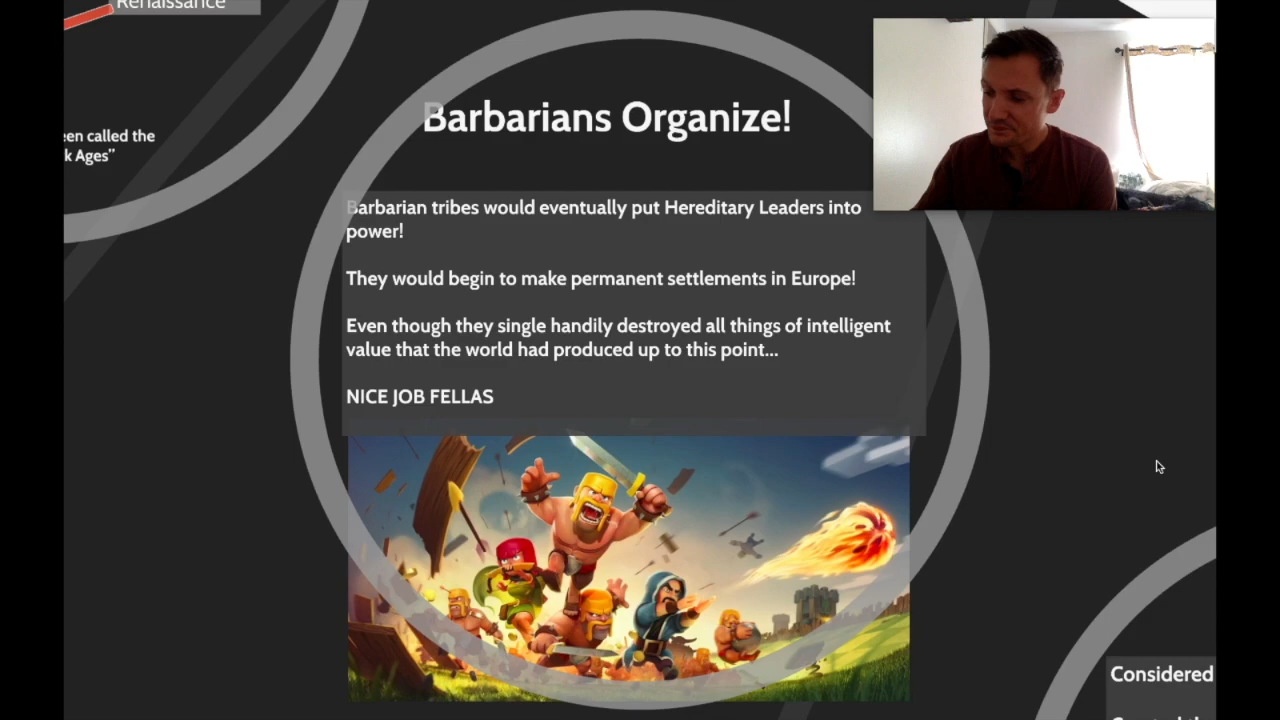 Renaissance
een called the
k Ages”
Barbarians Organize!
Barbarian tribes would eventually put Hereditary Leaders into
power!
They would begin to make permanent settlements in Europe!
Even though they single handily destroyed all things of intelligent
value that the world had produced up to this point...
NICE JOB FELLAS
Considered